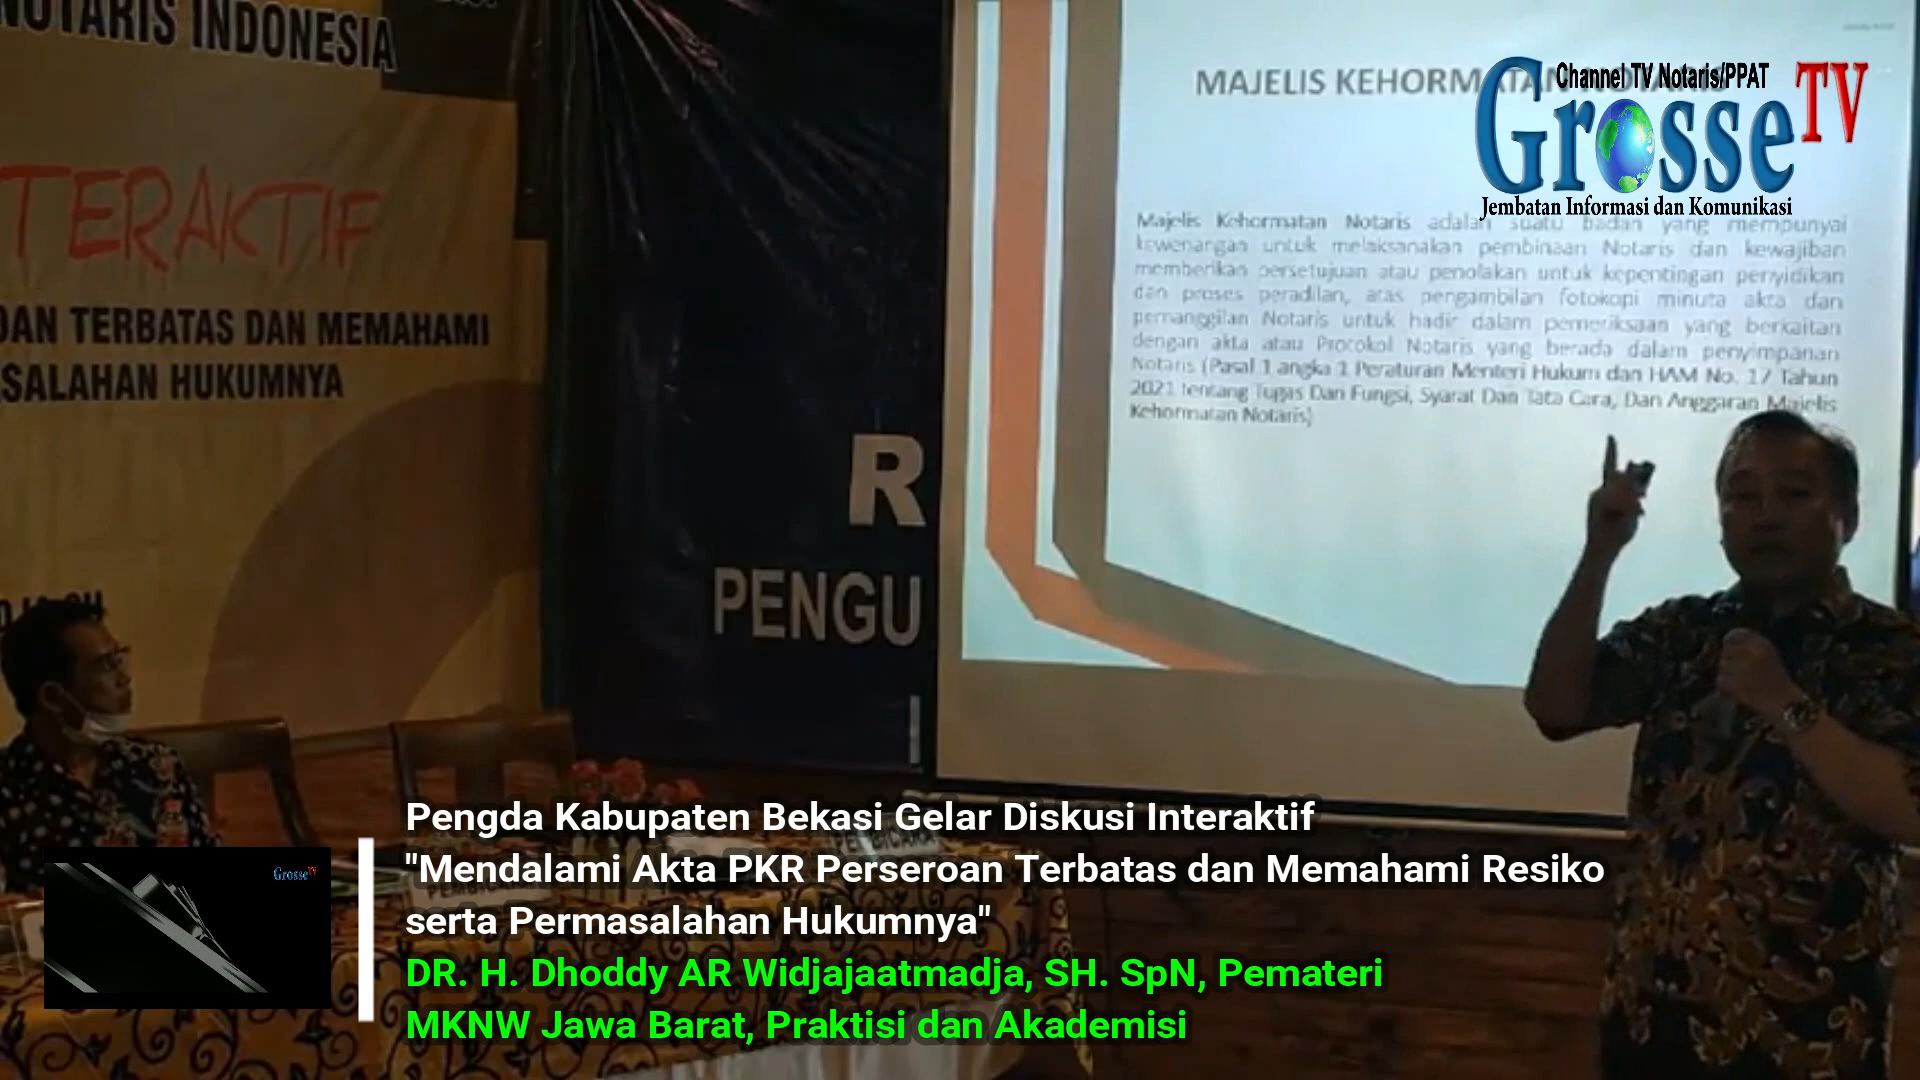 NOTARIS INDONESIA
TERAKTIF
DAN TERBATAS DAN MEMAHAMI
SALAHAN HUKUMNYA
R
PENGU
MAJELIS KEHORMATAN
Channel TV Notaris/PPAT
Grosse TV
Jembatan Informasi dan Komunikasi
Majelis Kehormatan Notaris adalah suatu badan yang mempunyai
kewenangan untuk melaksanakan pembinaan Notaris dan kewajiban
memberikan persetujuan atau penolakan untuk kepentingan penyidikan
dan proses peradilan, atas pengambilan fotokopi minuta akta dan
pemanggilan Notaris untuk hadir dalam pemeriksaan yang berkaitan
dengan akta atau Protokol Notaris yang berada dalam penyimpanan
Notaris (Pasal 1 angka 1 Peraturan Menteri Hukum dan HAM No. 17 Tahun
2021 tentang Tugas Dan Fungsi, Syarat Dan Tata Cara, Dan Anggaran Majelis
Kehormatan Notaris)
Pengda Kabupaten Bekasi Gelar Diskusi Interaktif
"Mendalami Akta PKR Perseroan Terbatas dan Memahami Resiko
serta Permasalahan Hukumnya"
DR. H. Dhoddy AR Widjajaatmadja, SH. SpN, Pemateri
MKNW Jawa Barat, Praktisi dan Akademisi
Grosse TV